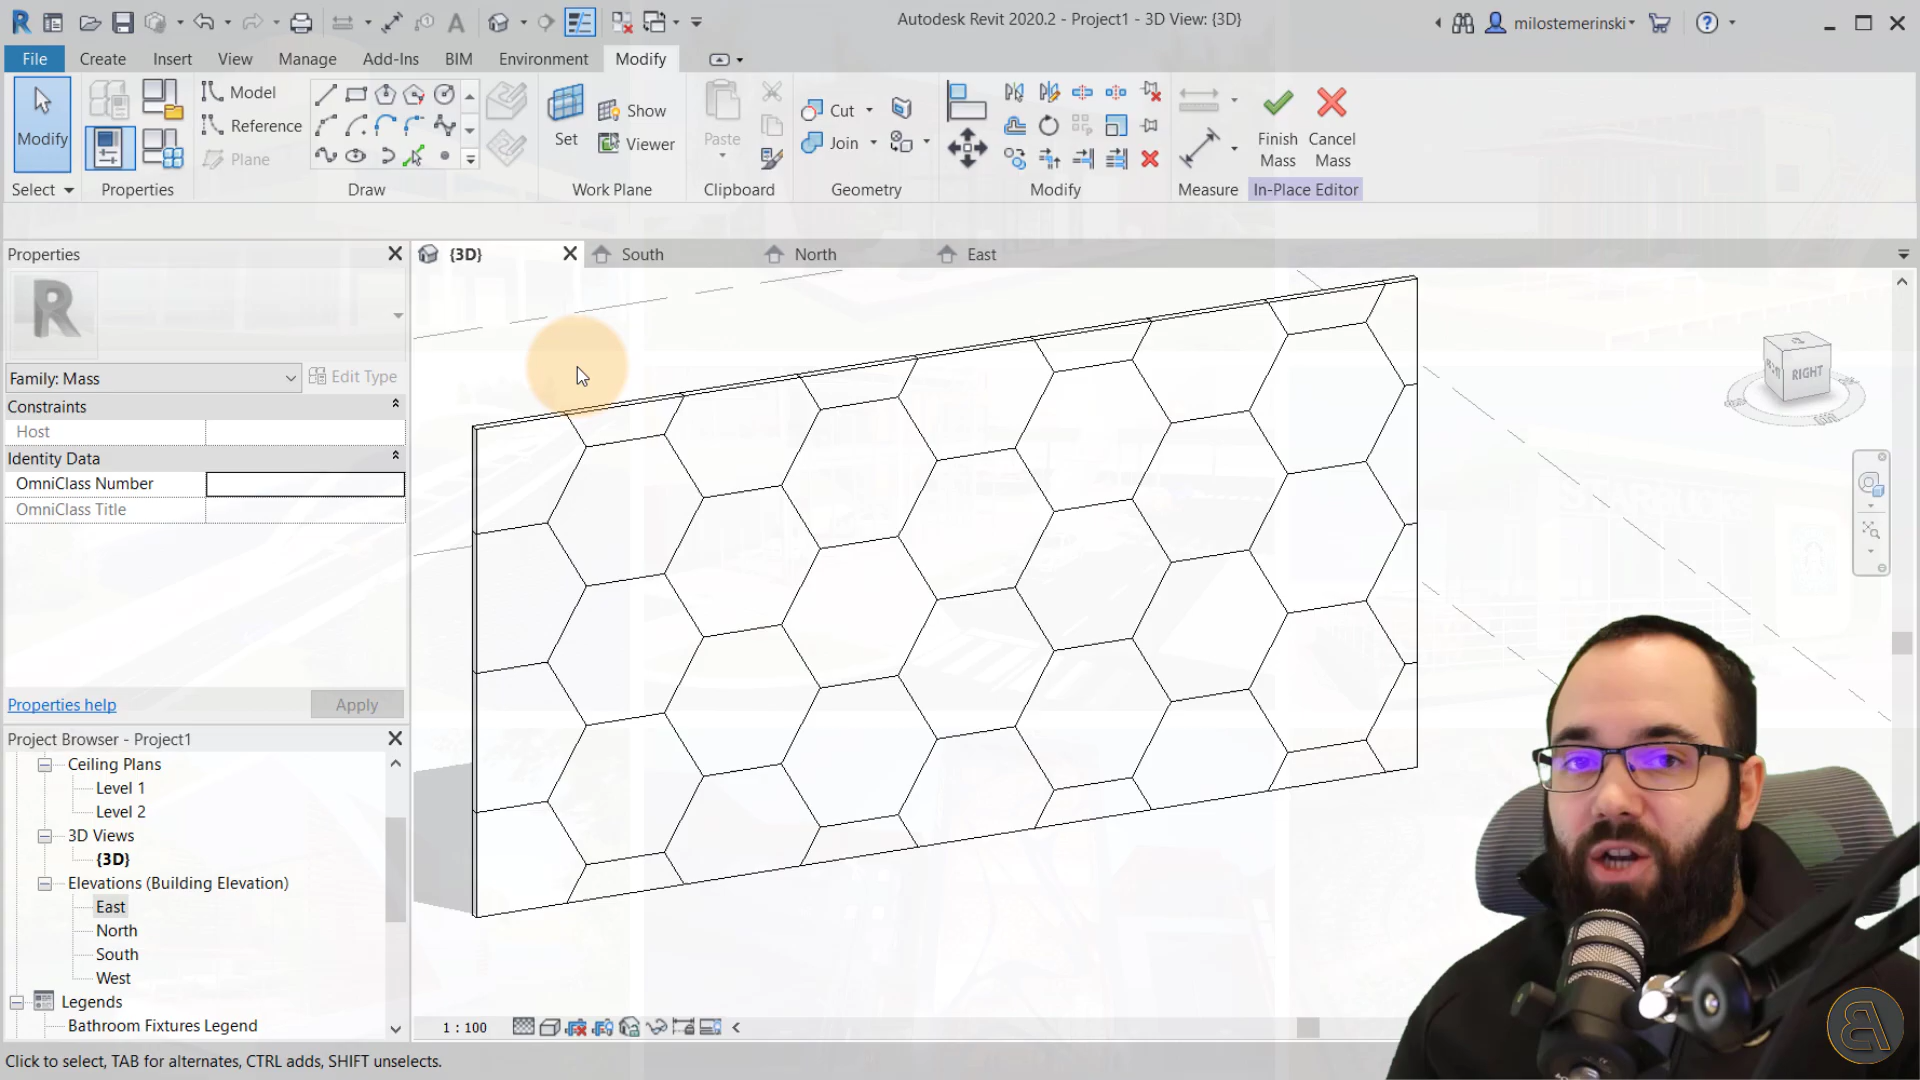 Autodesk Revit 2020.2 - Project1 - 3D View: {3D}
milostemerinski
File
Create
Insert
View
Manage
Add-Ins
BIM
Environment
Modify
Modify
Model
Reference
Plane
Set
Show
Viewer
Paste
Cut
Join
Finish
Mass
Cancel
Mass
Select
Properties
Draw
Work Plane
Clipboard
Geometry
Modify
Measure
In-Place Editor
Properties
{3D}
South
North
East
R
Family: Mass
Edit Type
Constraints
Host
Identity Data
OmniClass Number
OmniClass Title
RIGHT
Properties help
Apply
Project Browser - Project1
Ceiling Plans
Level 1
Level 2
3D Views
{3D}
Elevations (Building Elevation)
East
North
South
West
Legends
Bathroom Fixtures Legend
1 : 100
Click to select, TAB for alternates, CTRL adds, SHIFT unselects.